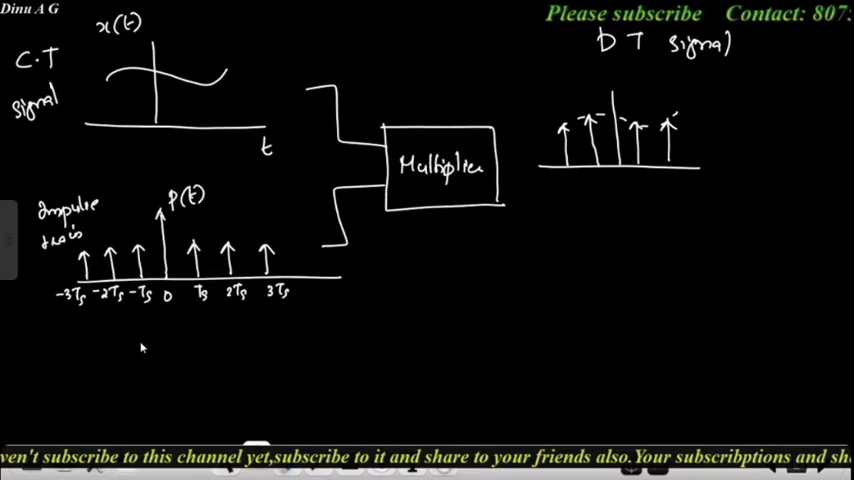 Dinu A G
Please subscribe Contact: 807
x(t)
C.T
signal
t
DT signal
Multiplier
Impulse
train
P(t)
-3Ts -2Ts -Ts 0 Ts 2Ts 3Ts
ven't subscribe to this channel yet,subscribe to it and share to your friends also.Your subscribptions and sh